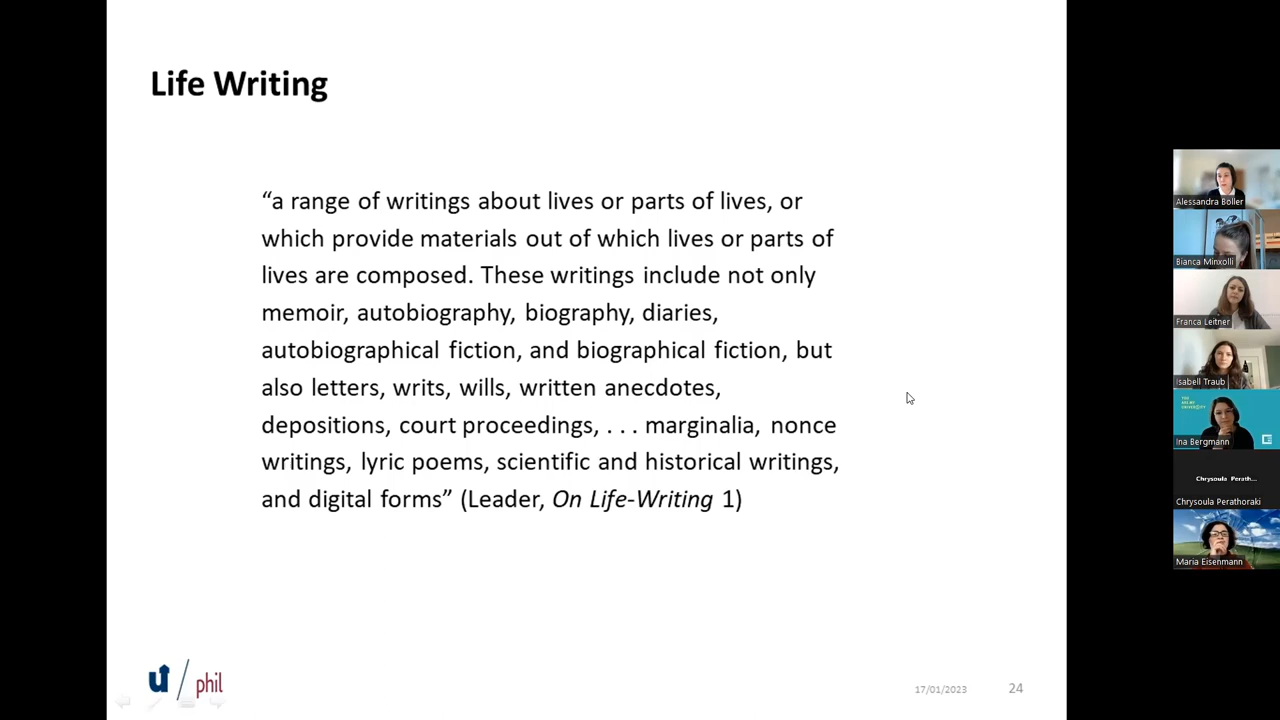 Life Writing
“a range of writings about lives or parts of lives, or
which provide materials out of which lives or parts of
lives are composed. These writings include not only
memoir, autobiography, biography, diaries,
autobiographical fiction, and biographical fiction, but
also letters, writs, wills, written anecdotes,
depositions, court proceedings, . . . marginalia, nonce
writings, lyric poems, scientific and historical writings,
and digital forms” (Leader, On Life-Writing 1)
u / phil
17/01/2023
24
Alessandra Boller
Bianca Minxolli
Franca Leitner
Isabell Traub
Ina Bergmann
Chrysoula Perath...
Chrysoula Perathoraki
Maria Eisenmann